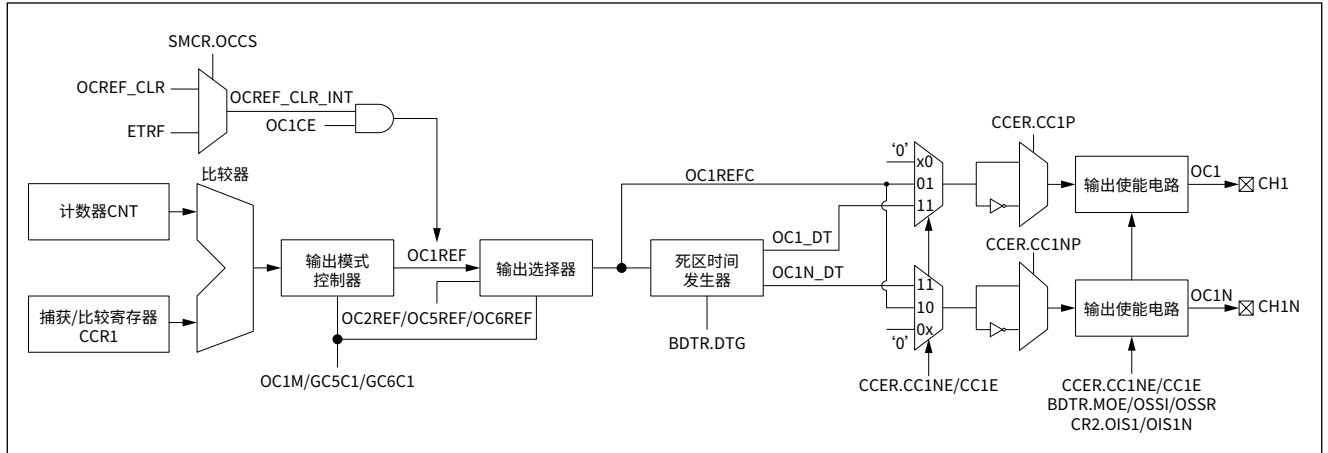 SMCR.OCCS
OCREF_CLR
OCREF_CLR_INT
ETRF
OC1CE
比较器
计数器CNT
捕获/比较寄存器
CCR1
输出模式
控制器
OC1REF
输出选择器
OC2REF/OC5REF/OC6REF
OC1M/GC5C1/GC6C1
OC1REFC
死区时间
发生器
BDTR.DTG
OC1_DT
OC1N_DT
‘0’
x0
01
11
11
10
0x
‘0’
CCER.CC1NE/CC1E
CCER.CC1P
CCER.CC1NP
输出使能电路
OC1
CH1
输出使能电路
OC1N
CH1N
CCER.CC1NE/CC1E
BDTR.MOE/OSSI/OSSR
CR2.OIS1/OIS1N